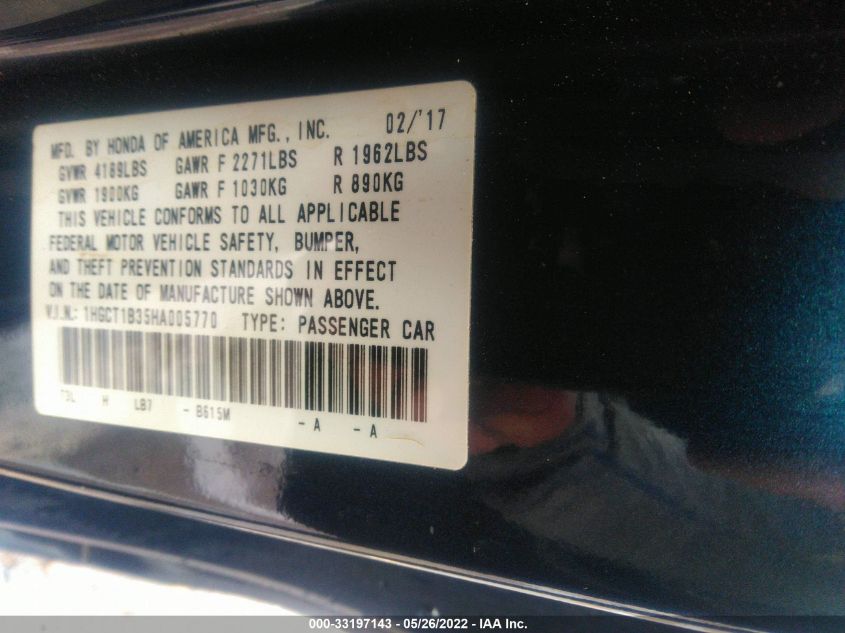 MFD. BY HONDA OF AMERICA MFG., INC. 02/'17
GVWR 4189LBS GAWR F 2271LBS R 1962LBS
GVWR 1900KG GAWR F 1030KG R 890KG
THIS VEHICLE CONFORMS TO ALL APPLICABLE
FEDERAL MOTOR VEHICLE SAFETY, BUMPER,
AND THEFT PREVENTION STANDARDS IN EFFECT
ON THE DATE OF MANUFACTURE SHOWN ABOVE.
V.I.N.: 1HGCT1B35HA005770 TYPE: PASSENGER CAR
T3L H LB7 - B615M - A - A
000-33197143 - 05/26/2022 - IAA Inc.